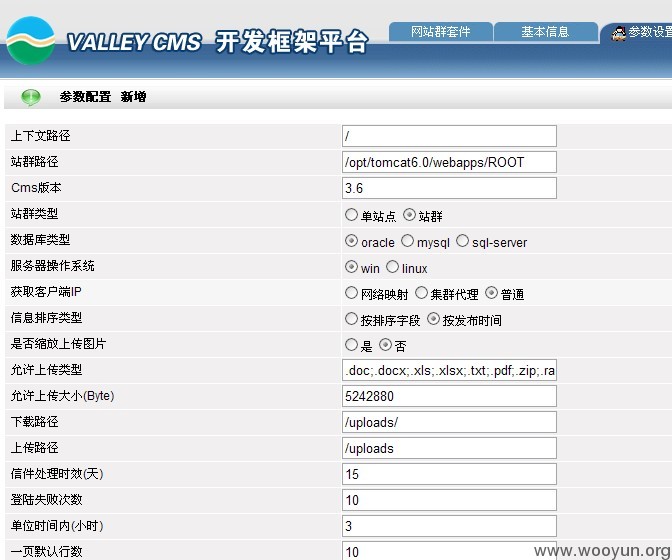 VALLEY CMS 开发框架平台
网站群套件 基本信息 参数设置
参数配置 新增
上下文路径 /
站群路径 /opt/tomcat6.0/webapps/ROOT
Cms版本 3.6
站群类型 单站点 站群
数据库类型 oracle mysql sql-server
服务器操作系统 win linux
获取客户端IP 网络映射 集群代理 普通
信息排序类型 按排序字段 按发布时间
是否缩放上传图片 是 否
允许上传类型 .doc;.docx;.xls;.xlsx;.txt;.pdf;.zip;.ra
允许上传大小(Byte) 5242880
下载路径 /uploads/
上传路径 /uploads
信件处理时效(天) 15
登陆失败次数 10
单位时间内(小时) 3
一页默认行数 10
www.wooyun.org